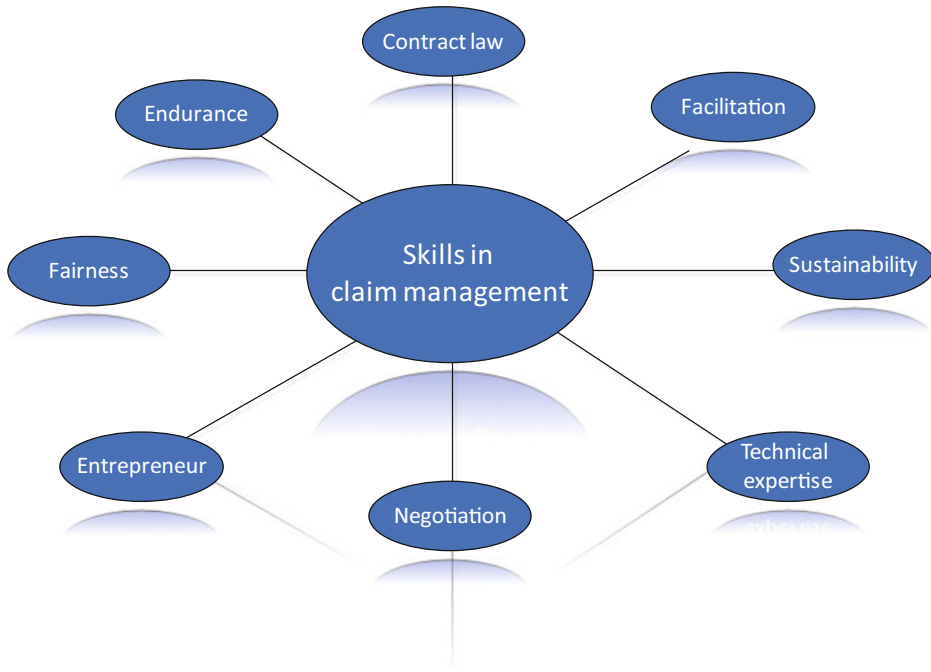 Contract law
Endurance
Facilitation
Skills in
claim management
Fairness
Sustainability
Entrepreneur
Technical
expertise
Negotiation